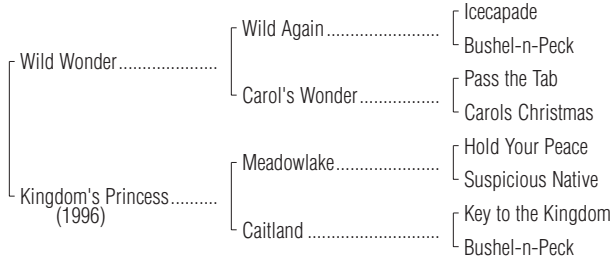 Icecapade
Wild Again......................
Bushel-n-Peck
Wild Wonder...................
Pass the Tab
Carol's Wonder...............
Carols Christmas
Hold Your Peace
Meadowlake....................
Suspicious Native
Kingdom's Princess.........
(1996)
Key to the Kingdom
Caitland .........................
Bushel-n-Peck